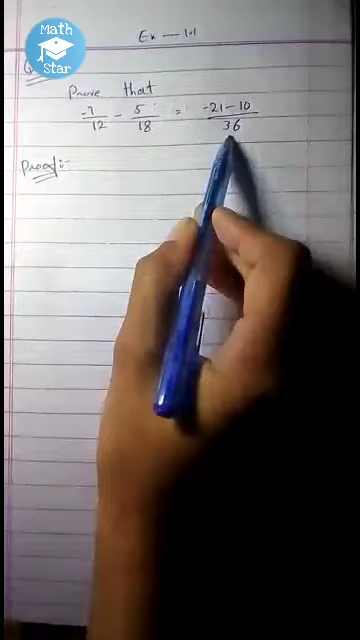 Math
Star
Ex — 1.1
Q
Prove that
-7/12 - 5/18 = -21-10/36
Proof:-